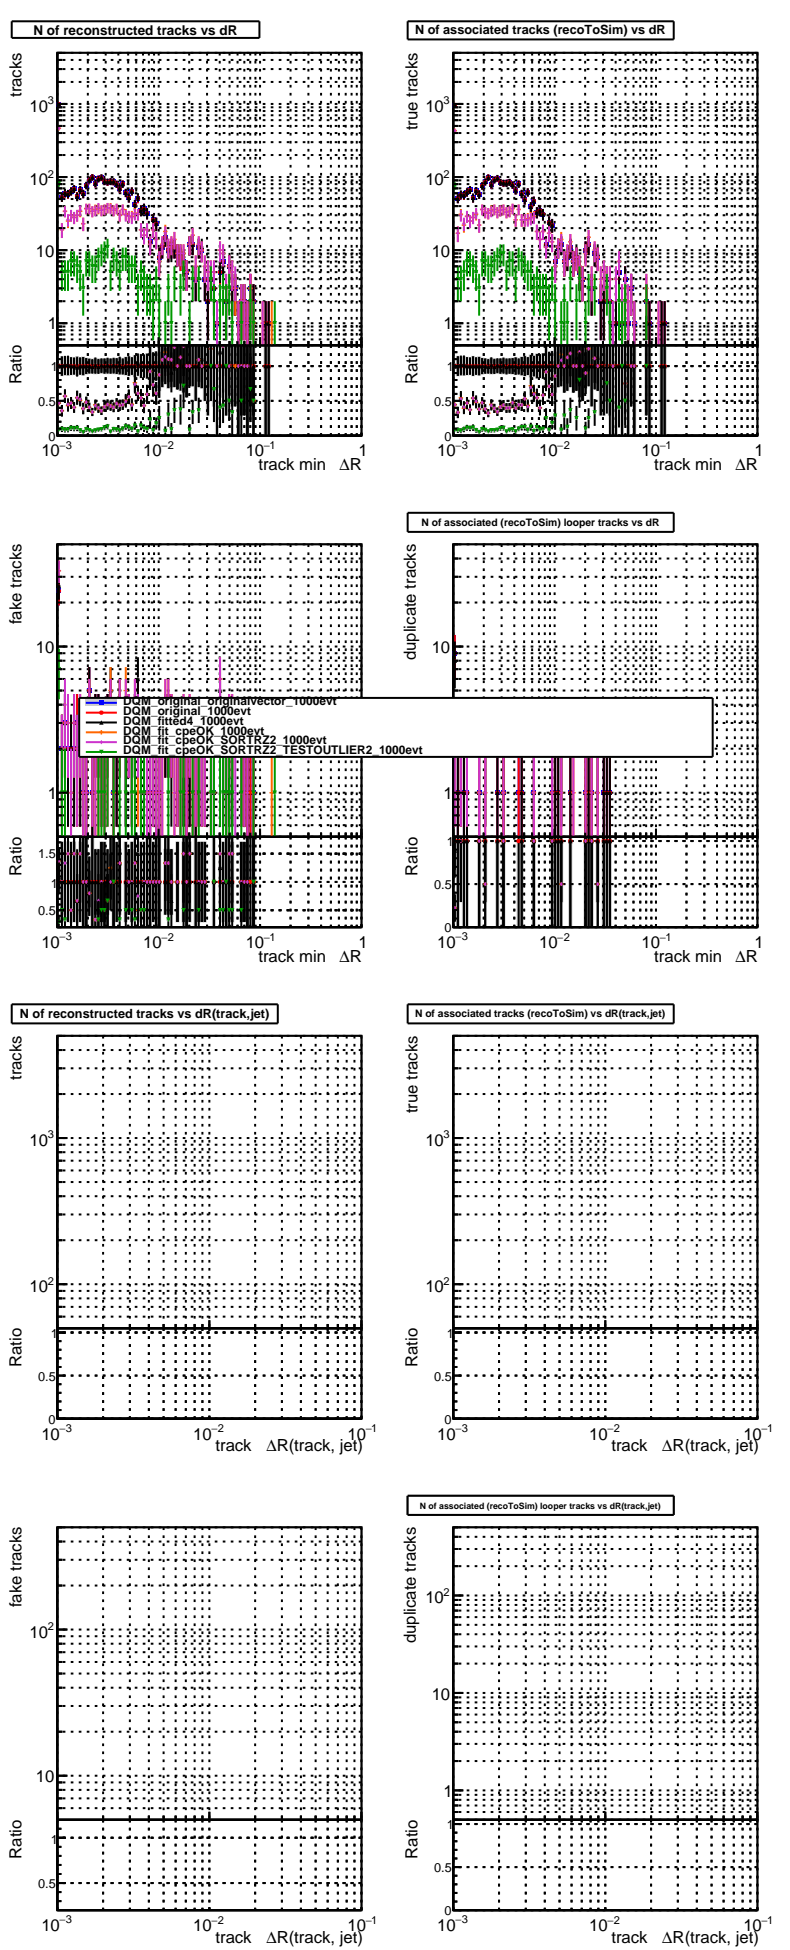 N of reconstructed tracks vs dR
tracks
10³
10²
10
1
Ratio
1
0.5
0
10⁻³
10⁻²
10⁻¹
1
track min ΔR
N of associated tracks (recoToSim) vs dR
true tracks
10³
10²
10
1
Ratio
1
0.5
0
10⁻³
10⁻²
10⁻¹
1
track min ΔR
fake tracks
10
1
Ratio
1.5
1
0.5
10⁻³
10⁻²
10⁻¹
1
track min ΔR
N of associated (recoToSim) looper tracks vs dR
duplicate tracks
10
1
Ratio
1
0.5
0
10⁻³
10⁻²
10⁻¹
1
track min ΔR
DQM_original_originalvector_1000evt
DQM_original_1000evt
DQM_fitted4_1000evt
DQM_fit_cpeOK_1000evt
DQM_fit_cpeOK_SORTRZ2_1000evt
DQM_fit_cpeOK_SORTRZ2_TESTOUTLIER2_1000evt
N of reconstructed tracks vs dR(track,jet)
tracks
10³
10²
Ratio
1
0.5
0
10⁻³
10⁻²
10⁻¹
track ΔR(track, jet)
N of associated tracks (recoToSim) vs dR(track,jet)
true tracks
10³
10²
Ratio
1
0.5
0
10⁻³
10⁻²
10⁻¹
track ΔR(track, jet)
fake tracks
10²
10
Ratio
1
0.5
10⁻³
10⁻²
10⁻¹
track ΔR(track, jet)
N of associated (recoToSim) looper tracks vs dR(track,jet)
duplicate tracks
10²
10
1
Ratio
1
0.5
0
10⁻³
10⁻²
10⁻¹
track ΔR(track, jet)